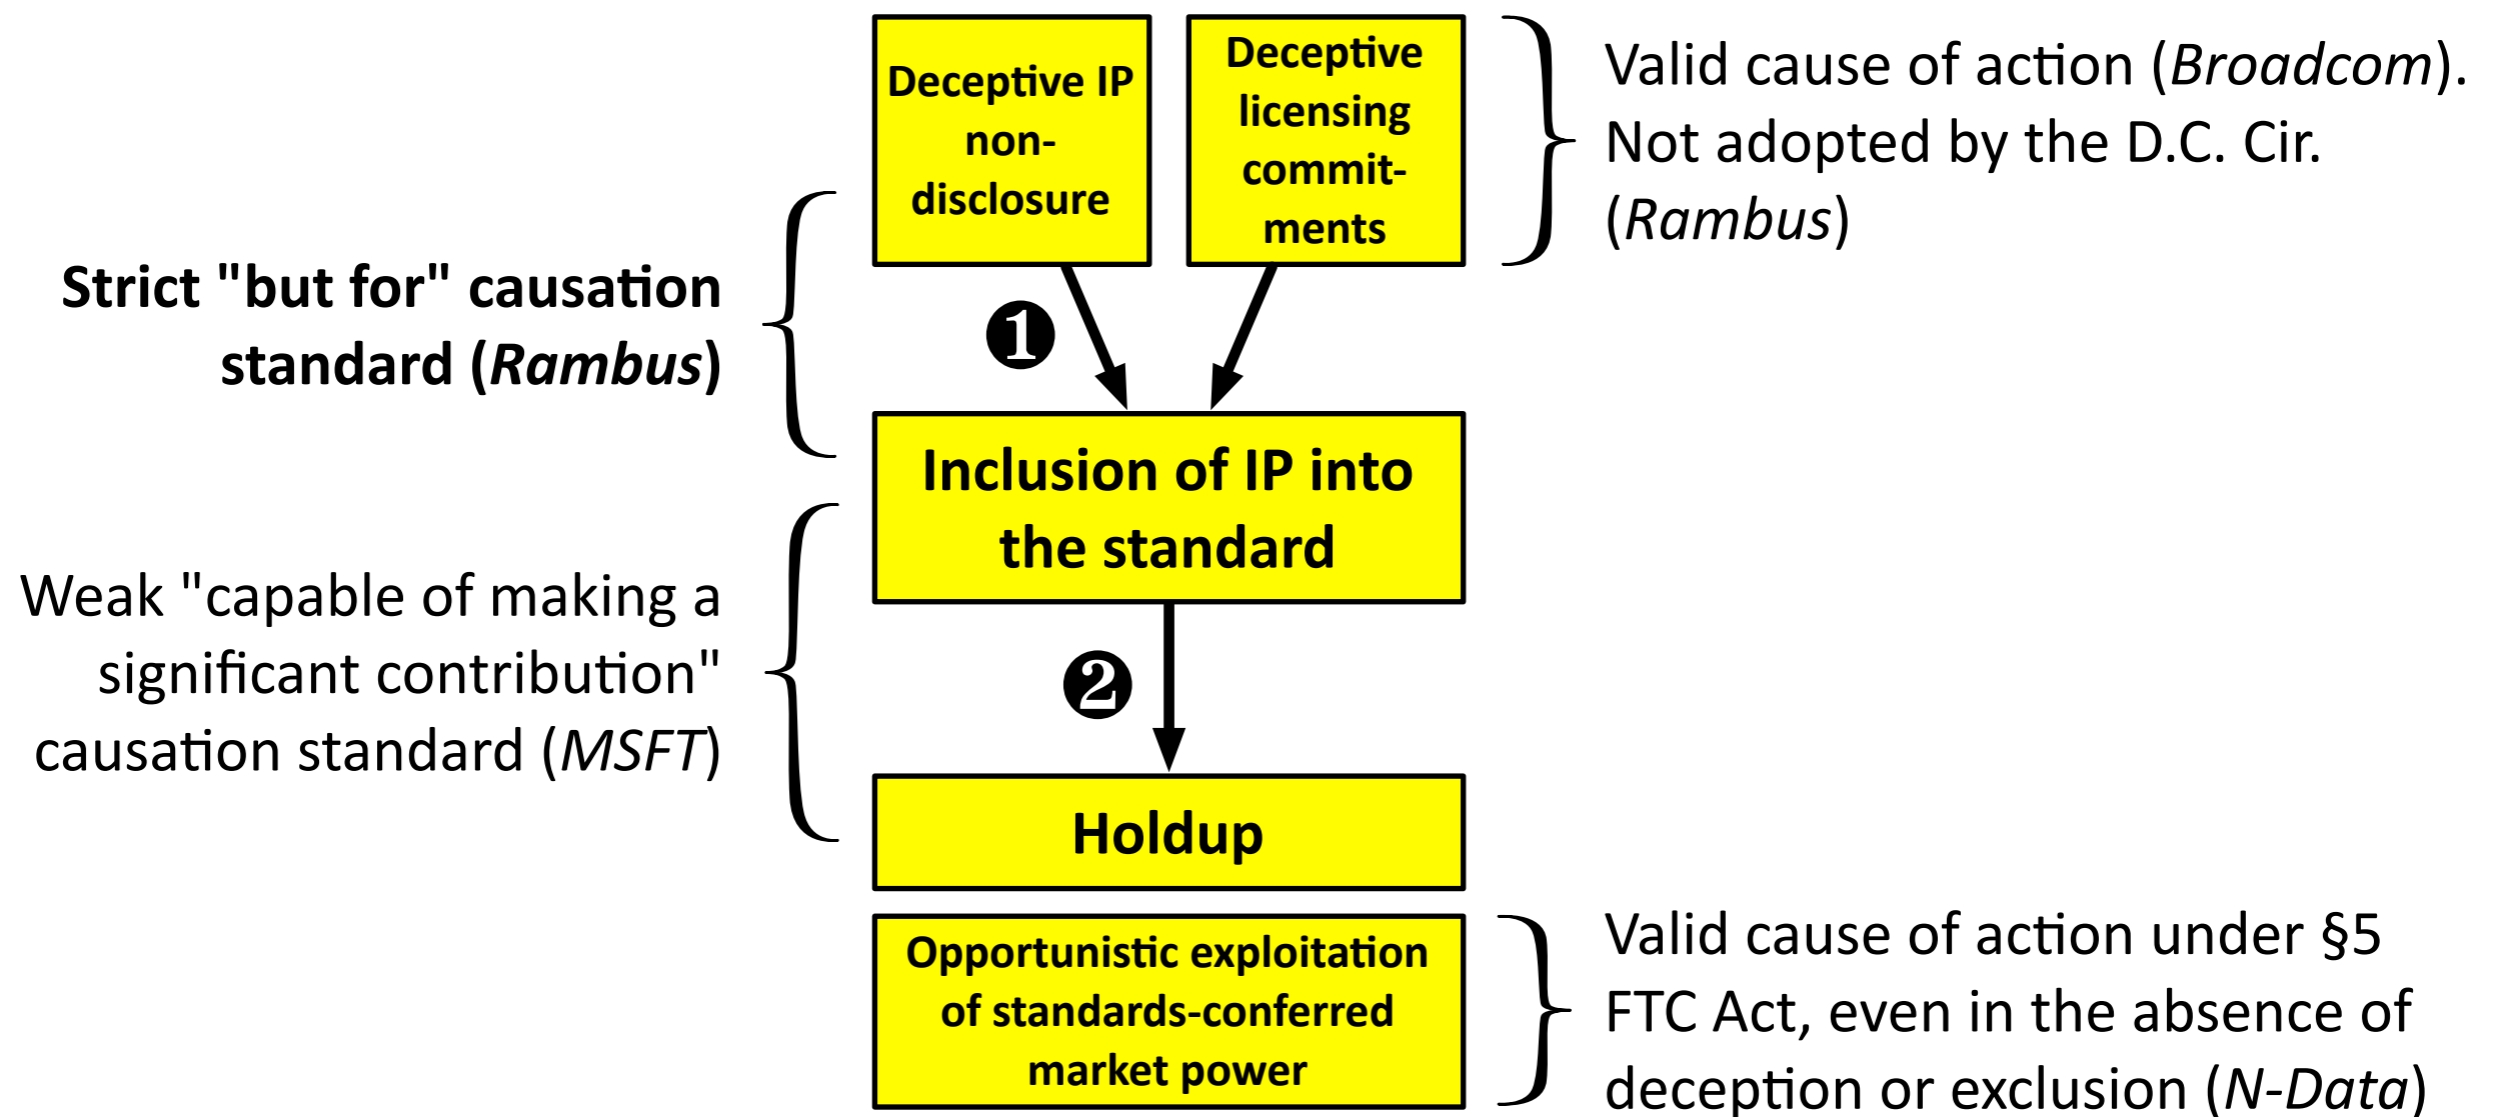 Deceptive IP
non-
disclosure
Deceptive
licensing
commit-
ments
Valid cause of action (Broadcom).
Not adopted by the D.C. Cir.
(Rambus)
Strict "but for" causation
standard (Rambus)
❶
Inclusion of IP into
the standard
Weak "capable of making a
significant contribution"
causation standard (MSFT)
❷
Holdup
Opportunistic exploitation
of standards-conferred
market power
Valid cause of action under §5
FTC Act, even in the absence of
deception or exclusion (N-Data)